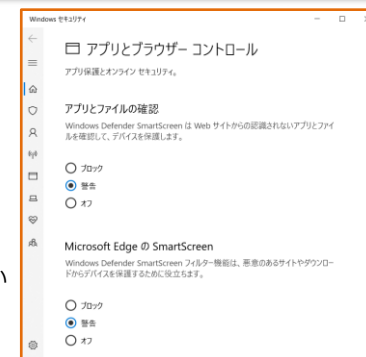 Windows セキュリティ
アプリとブラウザー コントロール
アプリ保護とオンライン セキュリティ。
アプリとファイルの確認
Windows Defender SmartScreen は Web サイトからの認識されないアプリとファイ
ルを確認して、デバイスを保護します。
ブロック
警告
オフ
Microsoft Edge の SmartScreen
Windows Defender SmartScreen フィルター機能は、悪意のあるサイトやダウンロー
ドからデバイスを保護するために役立ちます。
い
ブロック
警告
オフ